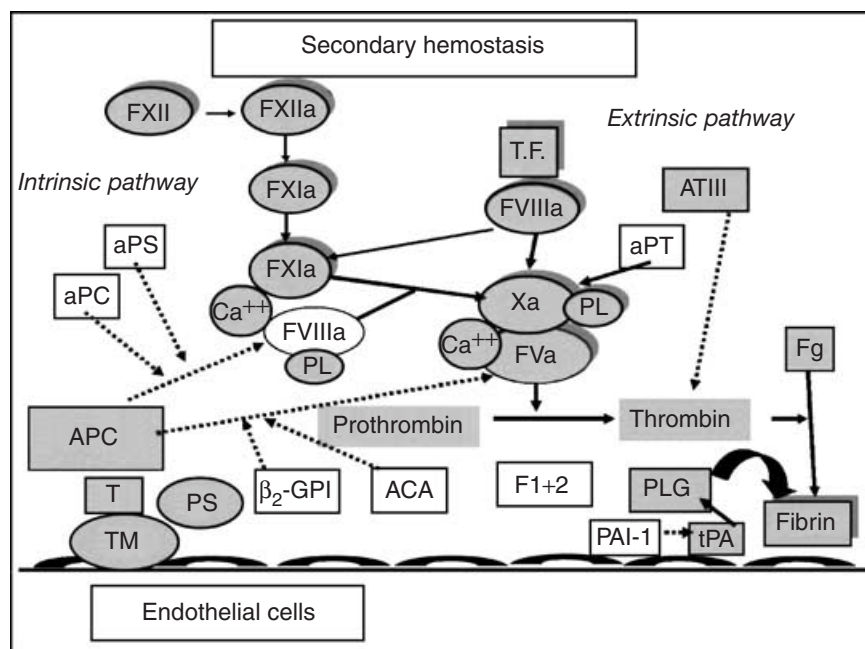 Secondary hemostasis
FXII
FXIIa
Extrinsic pathway
T.F.
Intrinsic pathway
FXIa
ATIII
FVIIIa
aPS
aPT
FXIa
aPC
Xa
PL
Ca++
FVIIIa
Ca++
FVa
Fg
PL
APC
Prothrombin
Thrombin
T
PS
β2-GPI
ACA
F1+2
PLG
TM
PAI-1
tPA
Fibrin
Endothelial cells